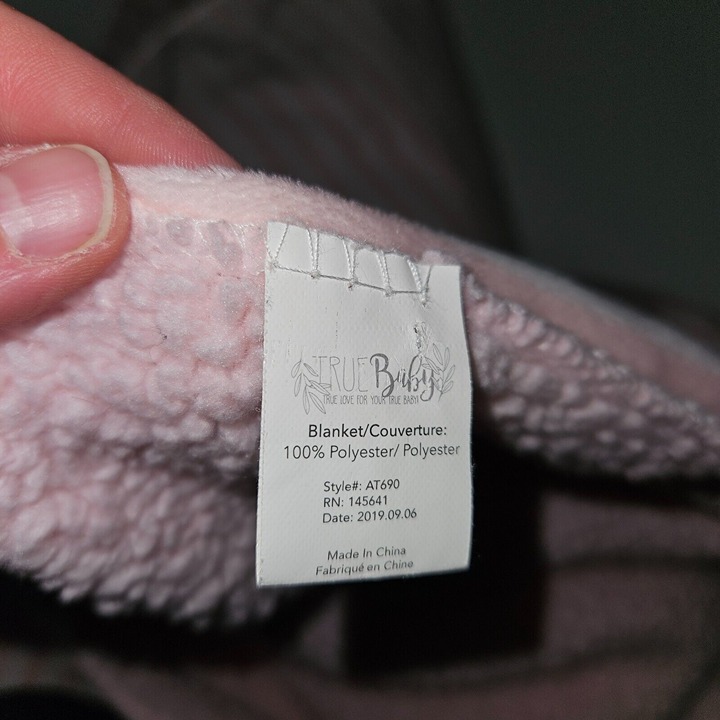 TRUE Baby
TRUE LOVE FOR YOUR TRUE BABY!
Blanket/Couverture:
100% Polyester/ Polyester
Style#: AT690
RN: 145641
Date: 2019.09.06
Made In China
Fabriqué en Chine